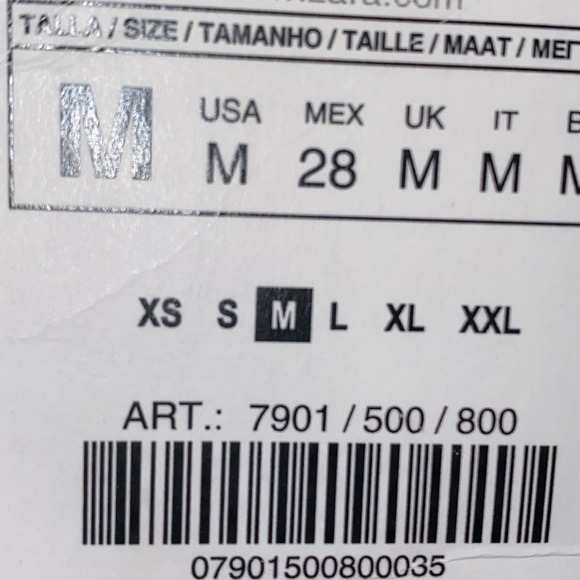 TALLA / SIZE / TAMANHO / TAILLE / MAAT /
M
USA MEX UK IT
M 28 M M
XS S M L XL XXL
ART.: 7901 / 500 / 800
07901500800035